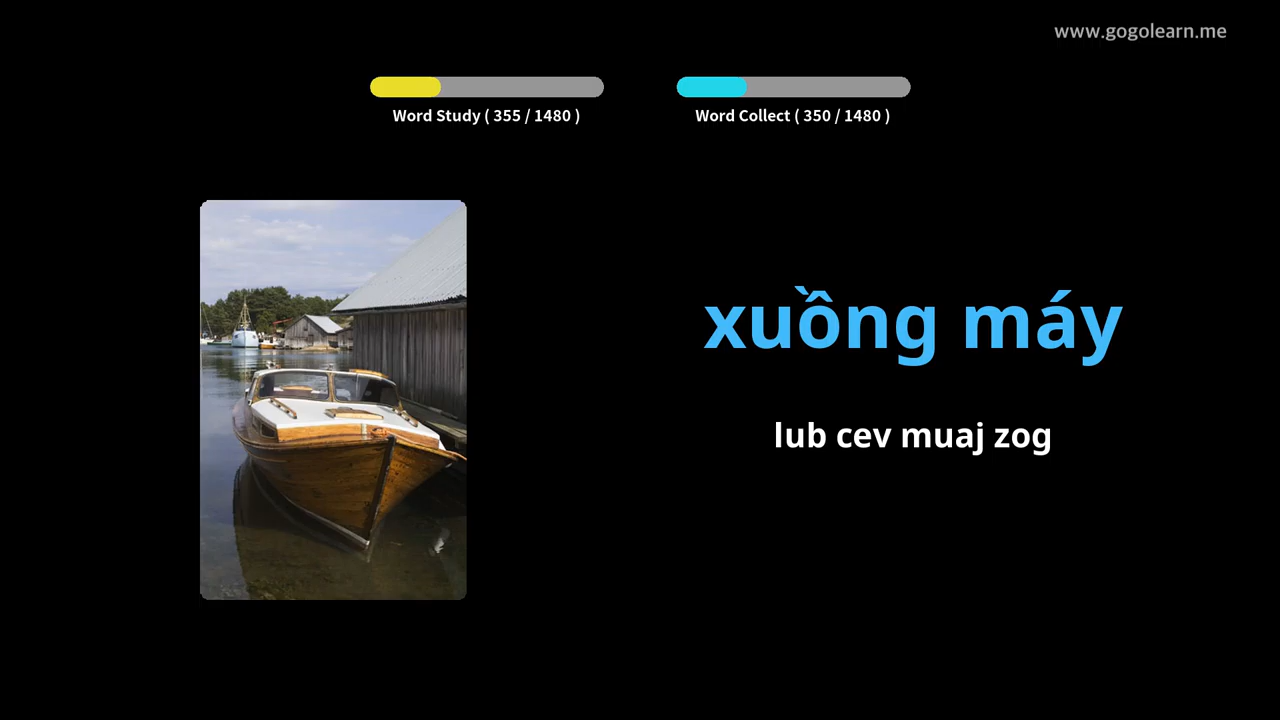 www.gogolearn.me
Word Study ( 355 / 1480 )
Word Collect ( 350 / 1480 )
xuồng máy
lub cev muaj zog